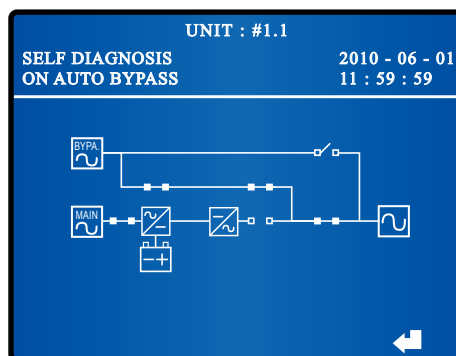 UNIT : #1.1
SELF DIAGNOSIS 2010 - 06 - 01
ON AUTO BYPASS 11 : 59 : 59
BYPA.
MAIN